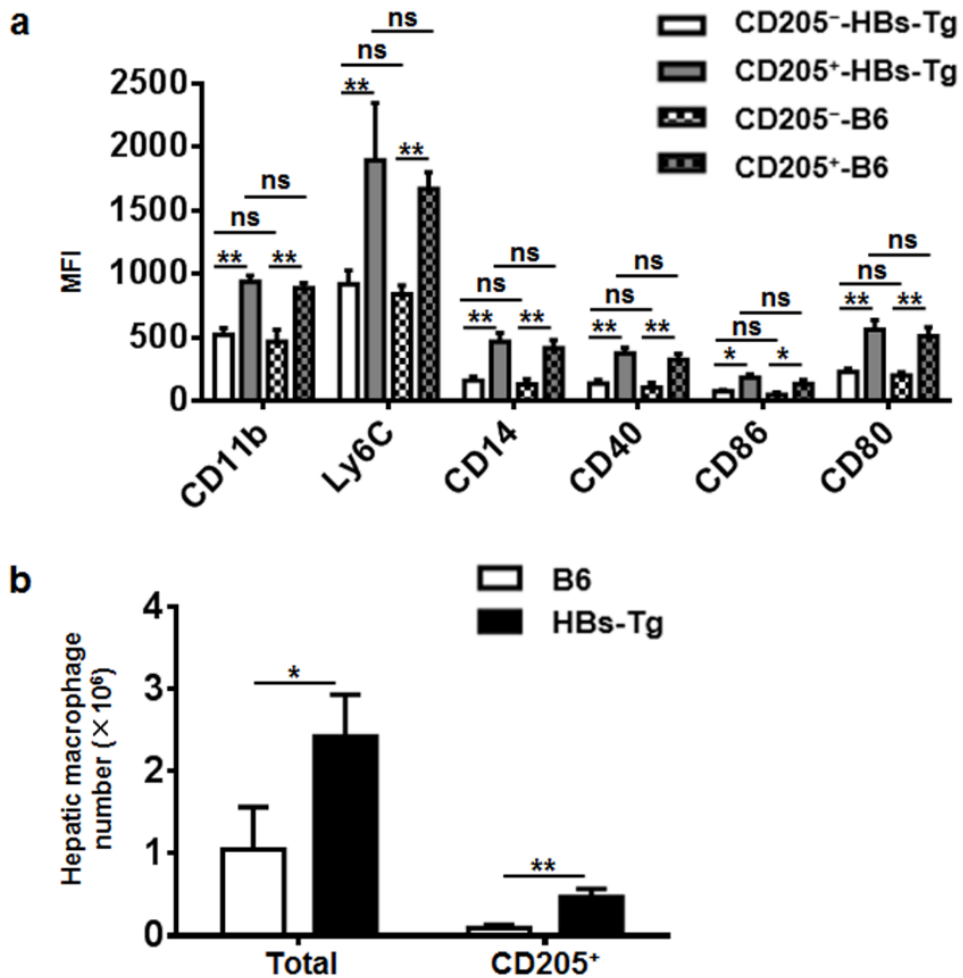 a
CD205⁻-HBs-Tg
CD205⁺-HBs-Tg
CD205⁻-B6
CD205⁺-B6
MFI
2500
2000
1500
1000
500
0
ns
ns
** **
ns
ns
**
**
ns
ns
** **
ns
ns
** **
ns
ns
* *
ns
ns
** **
CD11b
Ly6C
CD14
CD40
CD86
CD80
b
B6
HBs-Tg
Hepatic macrophage
number (×10⁶)
4
3
2
1
0
*
**
Total
CD205⁺